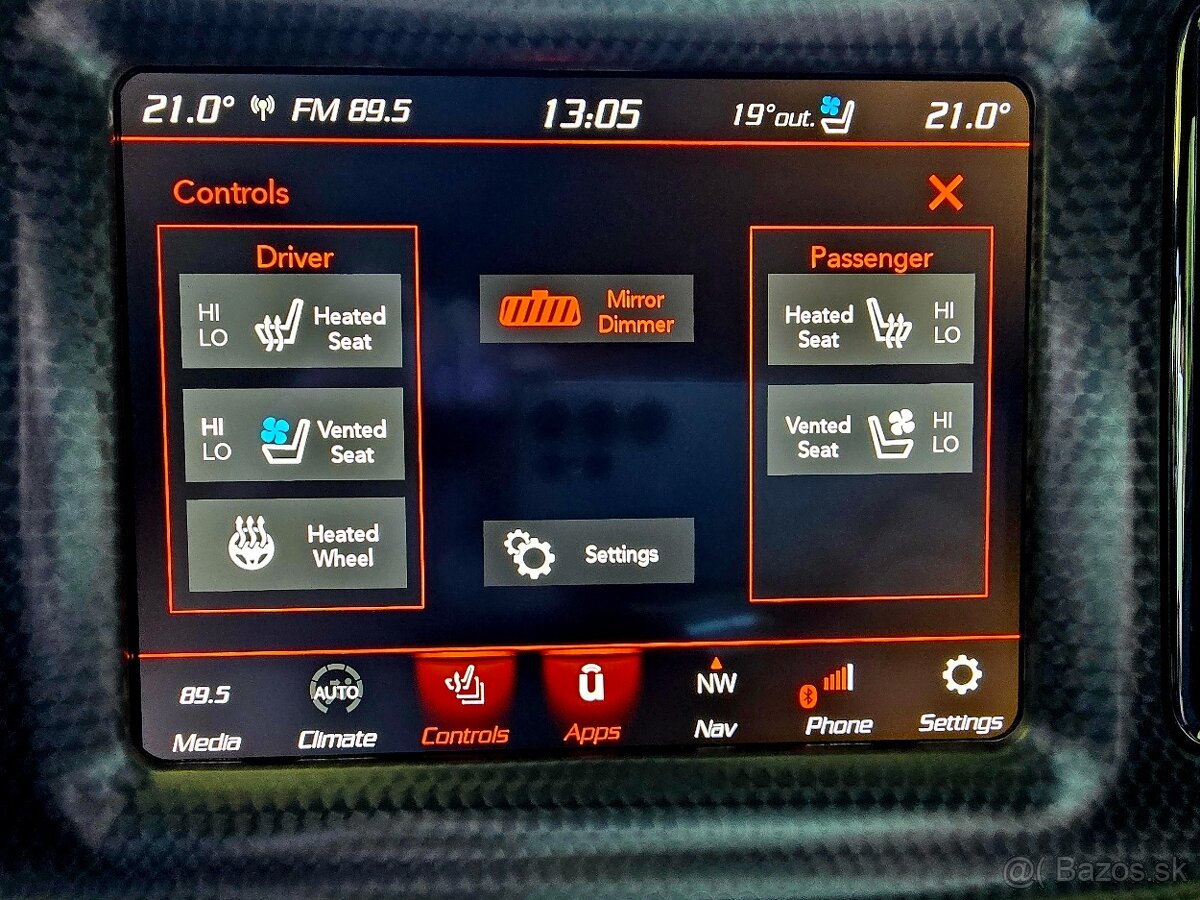 21.0° FM 89.5 13:05 19°out. 21.0°
Controls
Driver
HI
LO
Heated
Seat
HI
LO
Vented
Seat
Heated
Wheel
Mirror
Dimmer
Settings
Passenger
Heated
Seat
HI
LO
Vented
Seat
HI
LO
89.5
Media
AUTO
Climate
Controls
Apps
NW
Nav
Phone
Settings
@( Bazos.sk